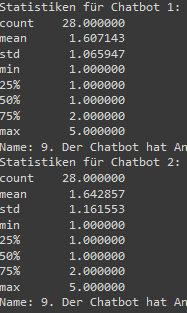 Statistiken für Chatbot 1:
count    28.000000
mean      1.607143
std       1.065947
min       1.000000
25%       1.000000
50%       1.000000
75%       2.000000
max       5.000000
Name: 9. Der Chatbot hat An
Statistiken für Chatbot 2:
count    28.000000
mean      1.642857
std       1.161553
min       1.000000
25%       1.000000
50%       1.000000
75%       2.000000
max       5.000000
Name: 9. Der Chatbot hat An